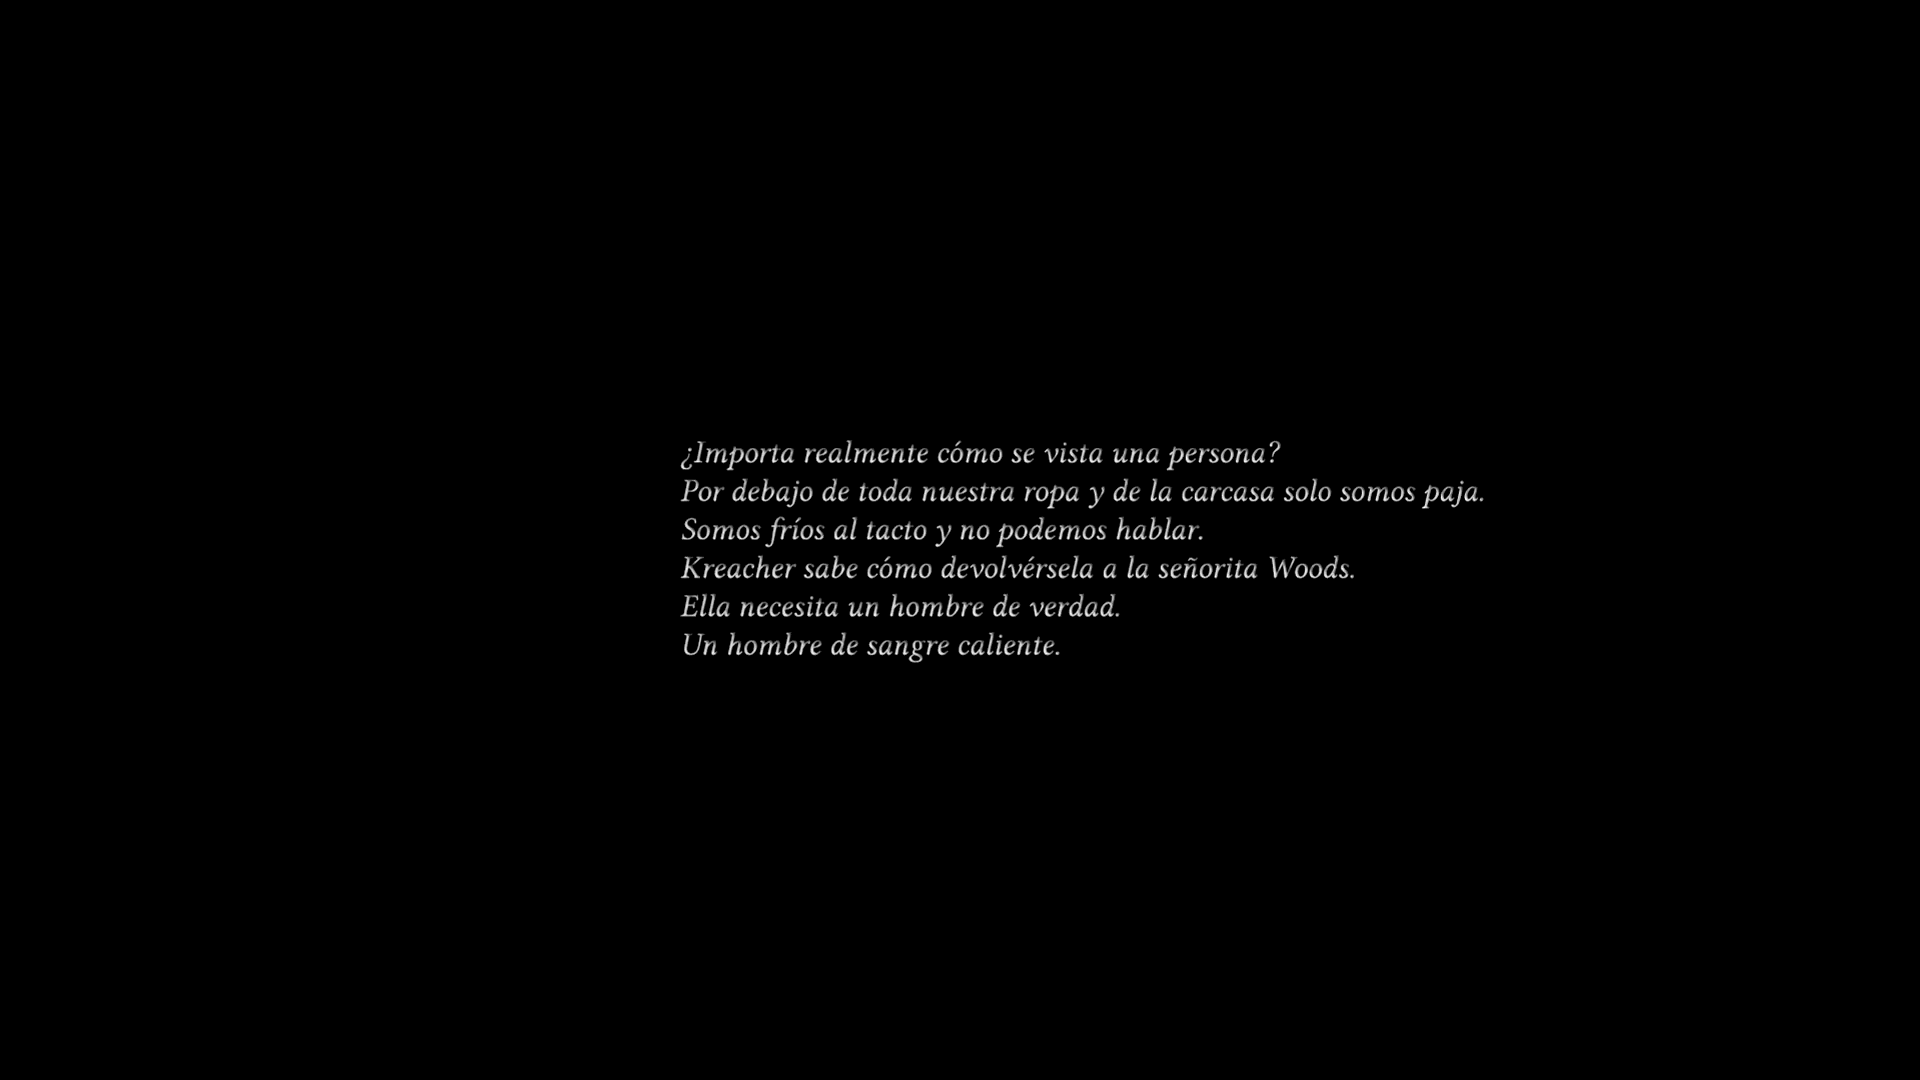 ¿Importa realmente cómo se vista una persona?
Por debajo de toda nuestra ropa y de la carcasa solo somos paja.
Somos fríos al tacto y no podemos hablar.
Kreacher sabe cómo devolvérsela a la señorita Woods.
Ella necesita un hombre de verdad.
Un hombre de sangre caliente.